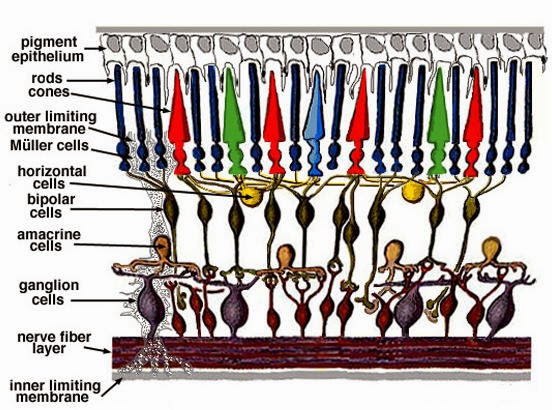 pigment
epithelium
rods
cones
outer limiting
membrane
Müller cells
horizontal
cells
bipolar
cells
amacrine
cells
ganglion
cells
nerve fiber
layer
inner limiting
membrane